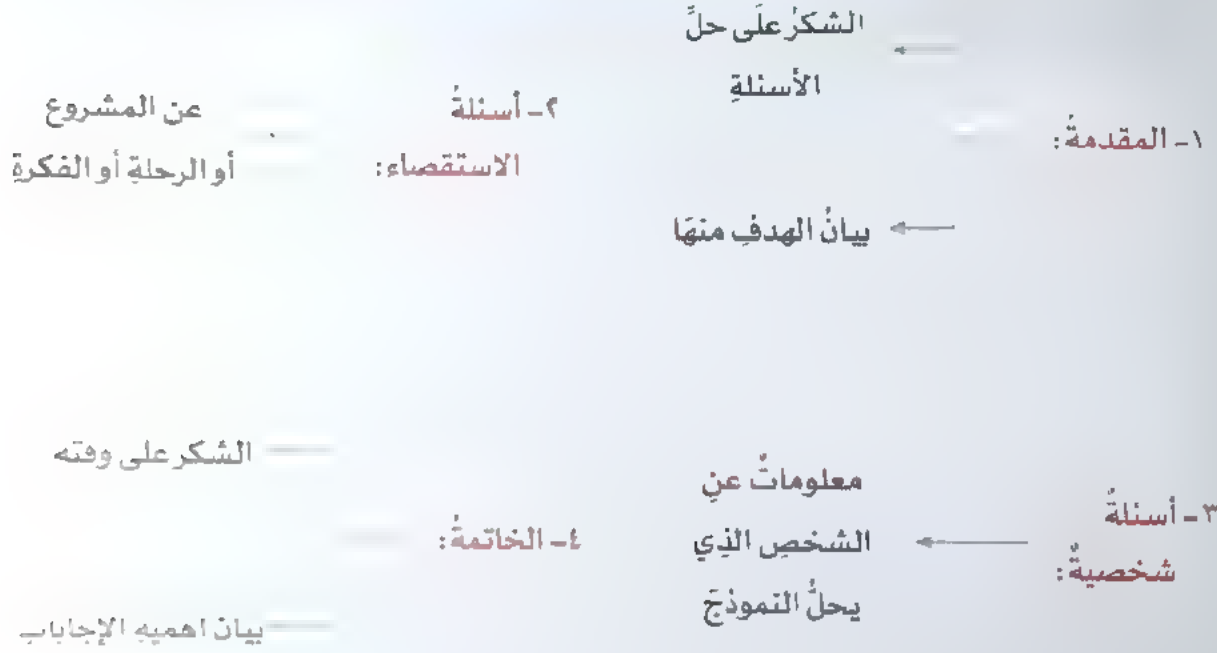 ١- المقدمةُ:
الشكرُ علَى حلِّ
الأسئلةِ
بيانُ الهدفِ منهَا
٢- أسئلةُ
الاستقصاء:
عن المشروع
أو الرحلةِ أو الفكرةِ
٣- أسئلةٌ
شخصيةٌ:
معلوماتٌ عنِ
الشخصِ الذِي
يحلُّ النموذجَ
٤- الخاتمةُ:
الشكر على وقته
بيان اهمية الإجابات